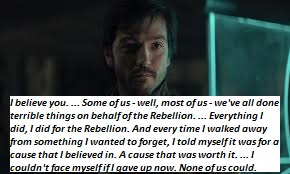 I believe you. ... Some of us - well, most of us - we've all done
terrible things on behalf of the Rebellion. ... Everything I
did, I did for the Rebellion. And every time I walked away
from something I wanted to forget, I told myself it was for a
cause that I believed in. A cause that was worth it. ... I
couldn't face myself if I gave up now. None of us could.